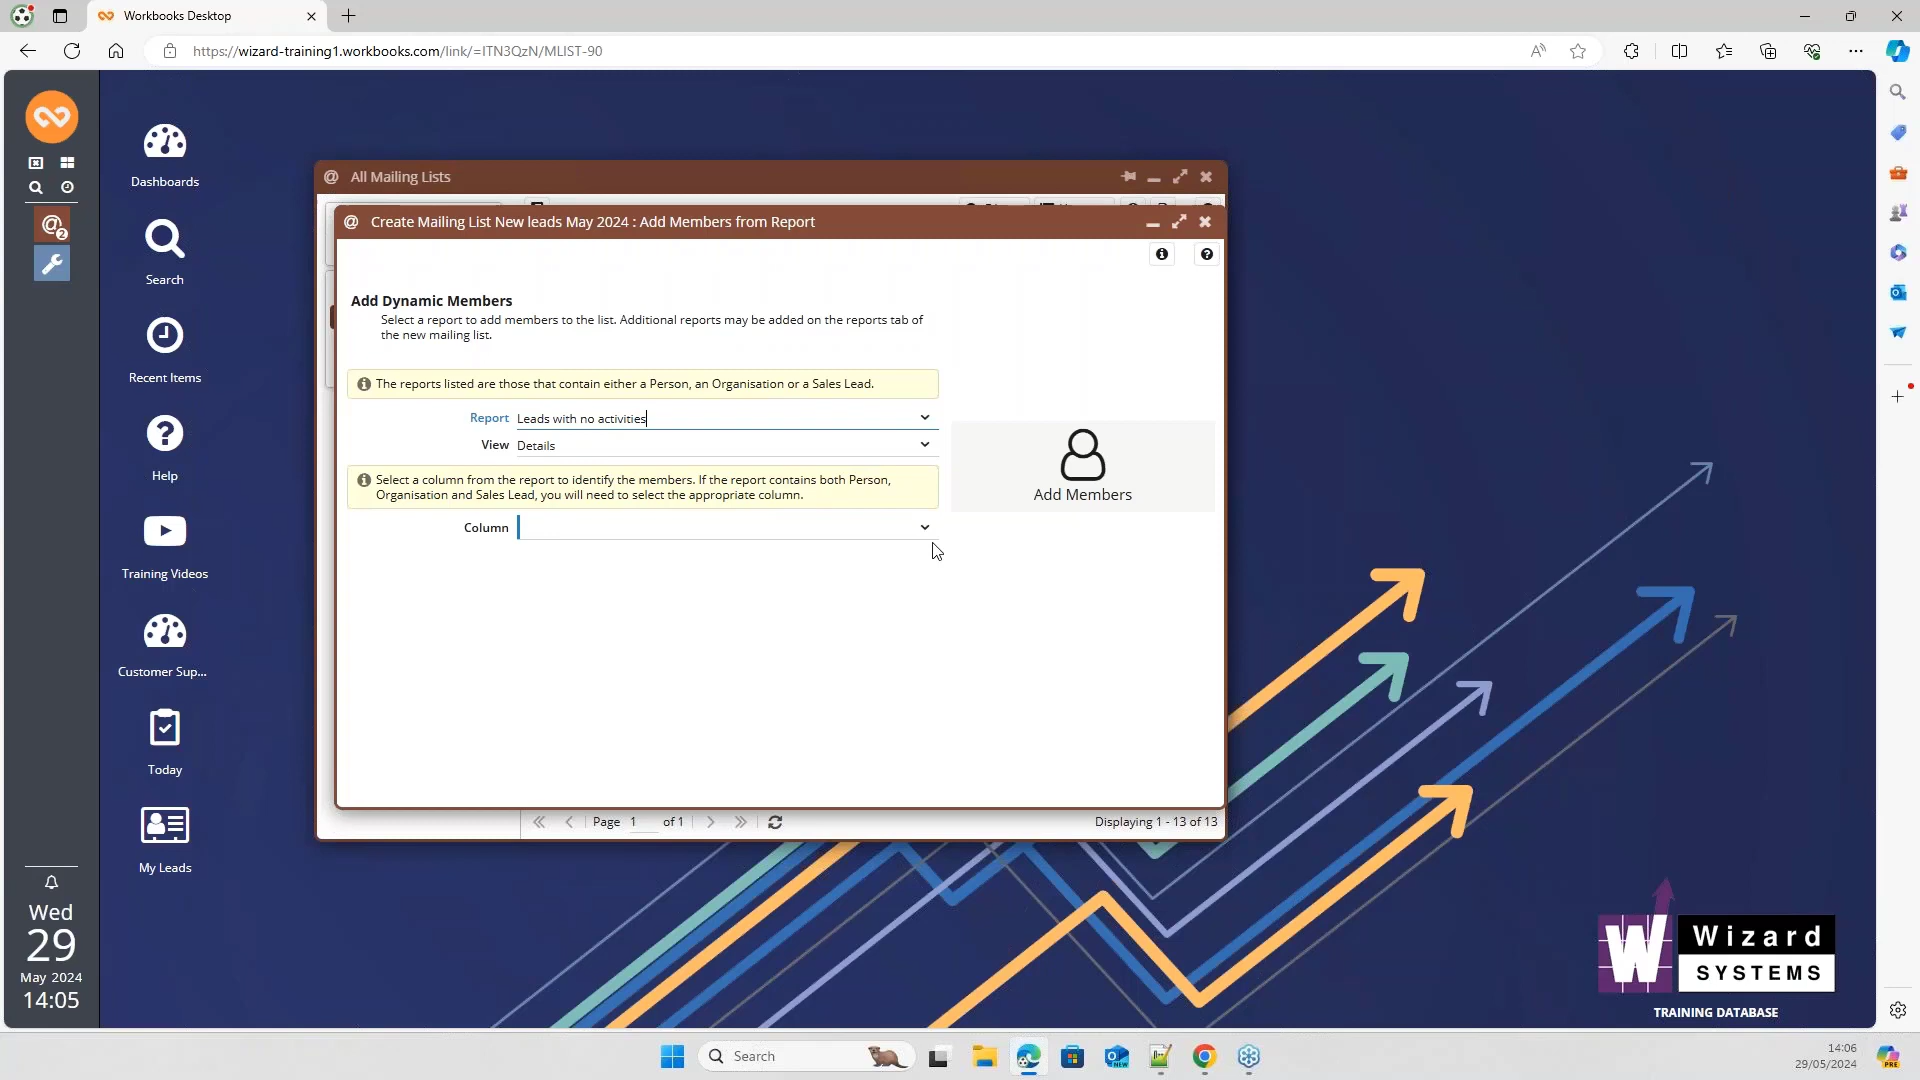 Workbooks Desktop
https://wizard-training1.workbooks.com/link/=ITN3QzN/MLIST-90
Dashboards
Search
Recent Items
Help
Training Videos
Customer Sup...
Today
My Leads
2
Wed
29
May 2024
14:05
All Mailing Lists
Create Mailing List New leads May 2024 : Add Members from Report
Add Dynamic Members
Select a report to add members to the list. Additional reports may be added on the reports tab of
the new mailing list.
The reports listed are those that contain either a Person, an Organisation or a Sales Lead.
Report Leads with no activities
View Details
Select a column from the report to identify the members. If the report contains both Person,
Organisation and Sales Lead, you will need to select the appropriate column.
Column
Add Members
Page 1 of 1
Displaying 1 - 13 of 13
W
Wizard
SYSTEMS
TRAINING DATABASE
Search
NEW
14:06
29/05/2024
PRE